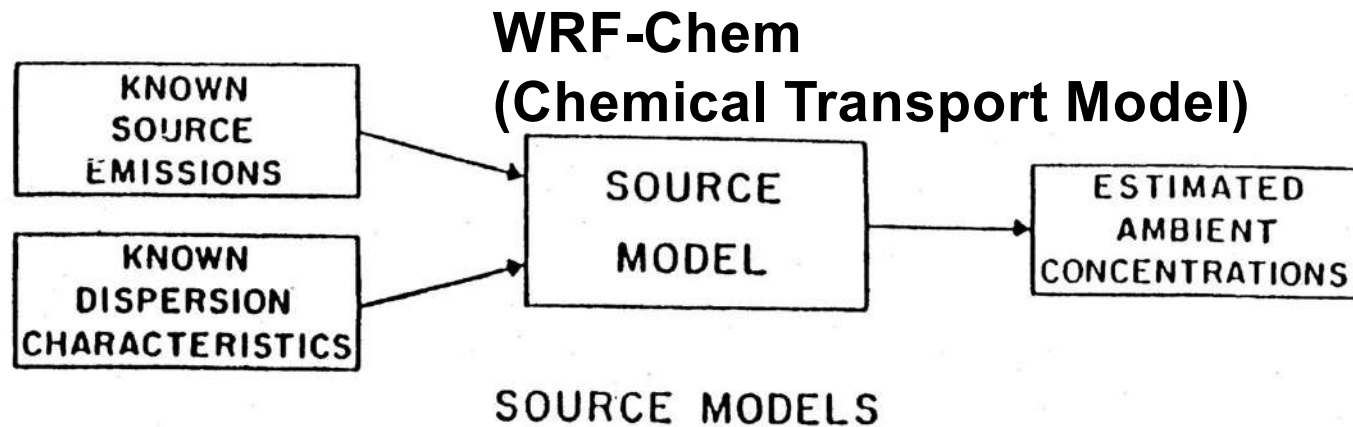 WRF-Chem
(Chemical Transport Model)
KNOWN
SOURCE
EMISSIONS
KNOWN
DISPERSION
CHARACTERISTICS
SOURCE
MODEL
ESTIMATED
AMBIENT
CONCENTRATIONS
SOURCE MODELS